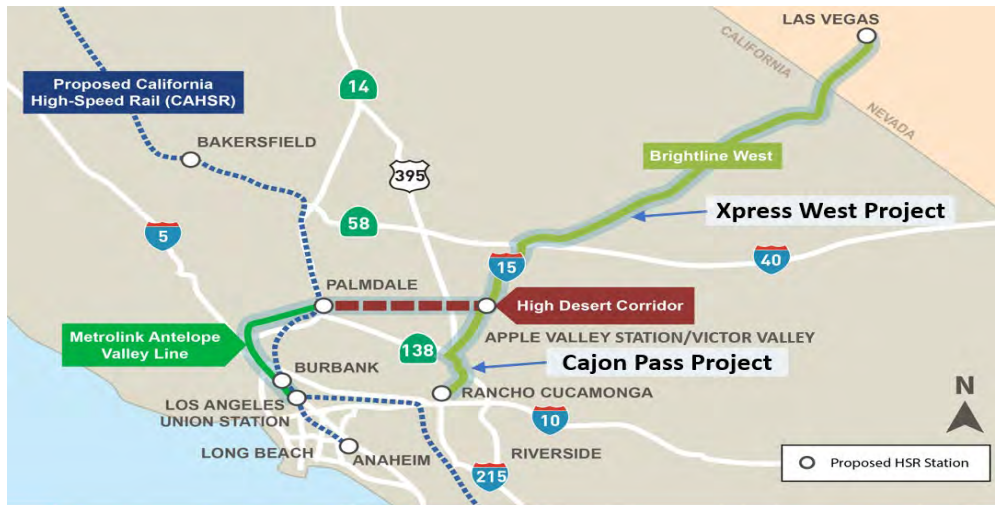 LAS VEGAS
CALIFORNIA
NEVADA
Proposed California
High-Speed Rail (CAHSR)
14
BAKERSFIELD
395
Brightline West
Xpress West Project
5
58
15
40
PALMDALE
High Desert Corridor
Metrolink Antelope
Valley Line
138
APPLE VALLEY STATION/VICTOR VALLEY
Cajon Pass Project
BURBANK
RANCHO CUCAMONGA
LOS ANGELES
UNION STATION
10
N
LONG BEACH
ANAHEIM
RIVERSIDE
215
Proposed HSR Station